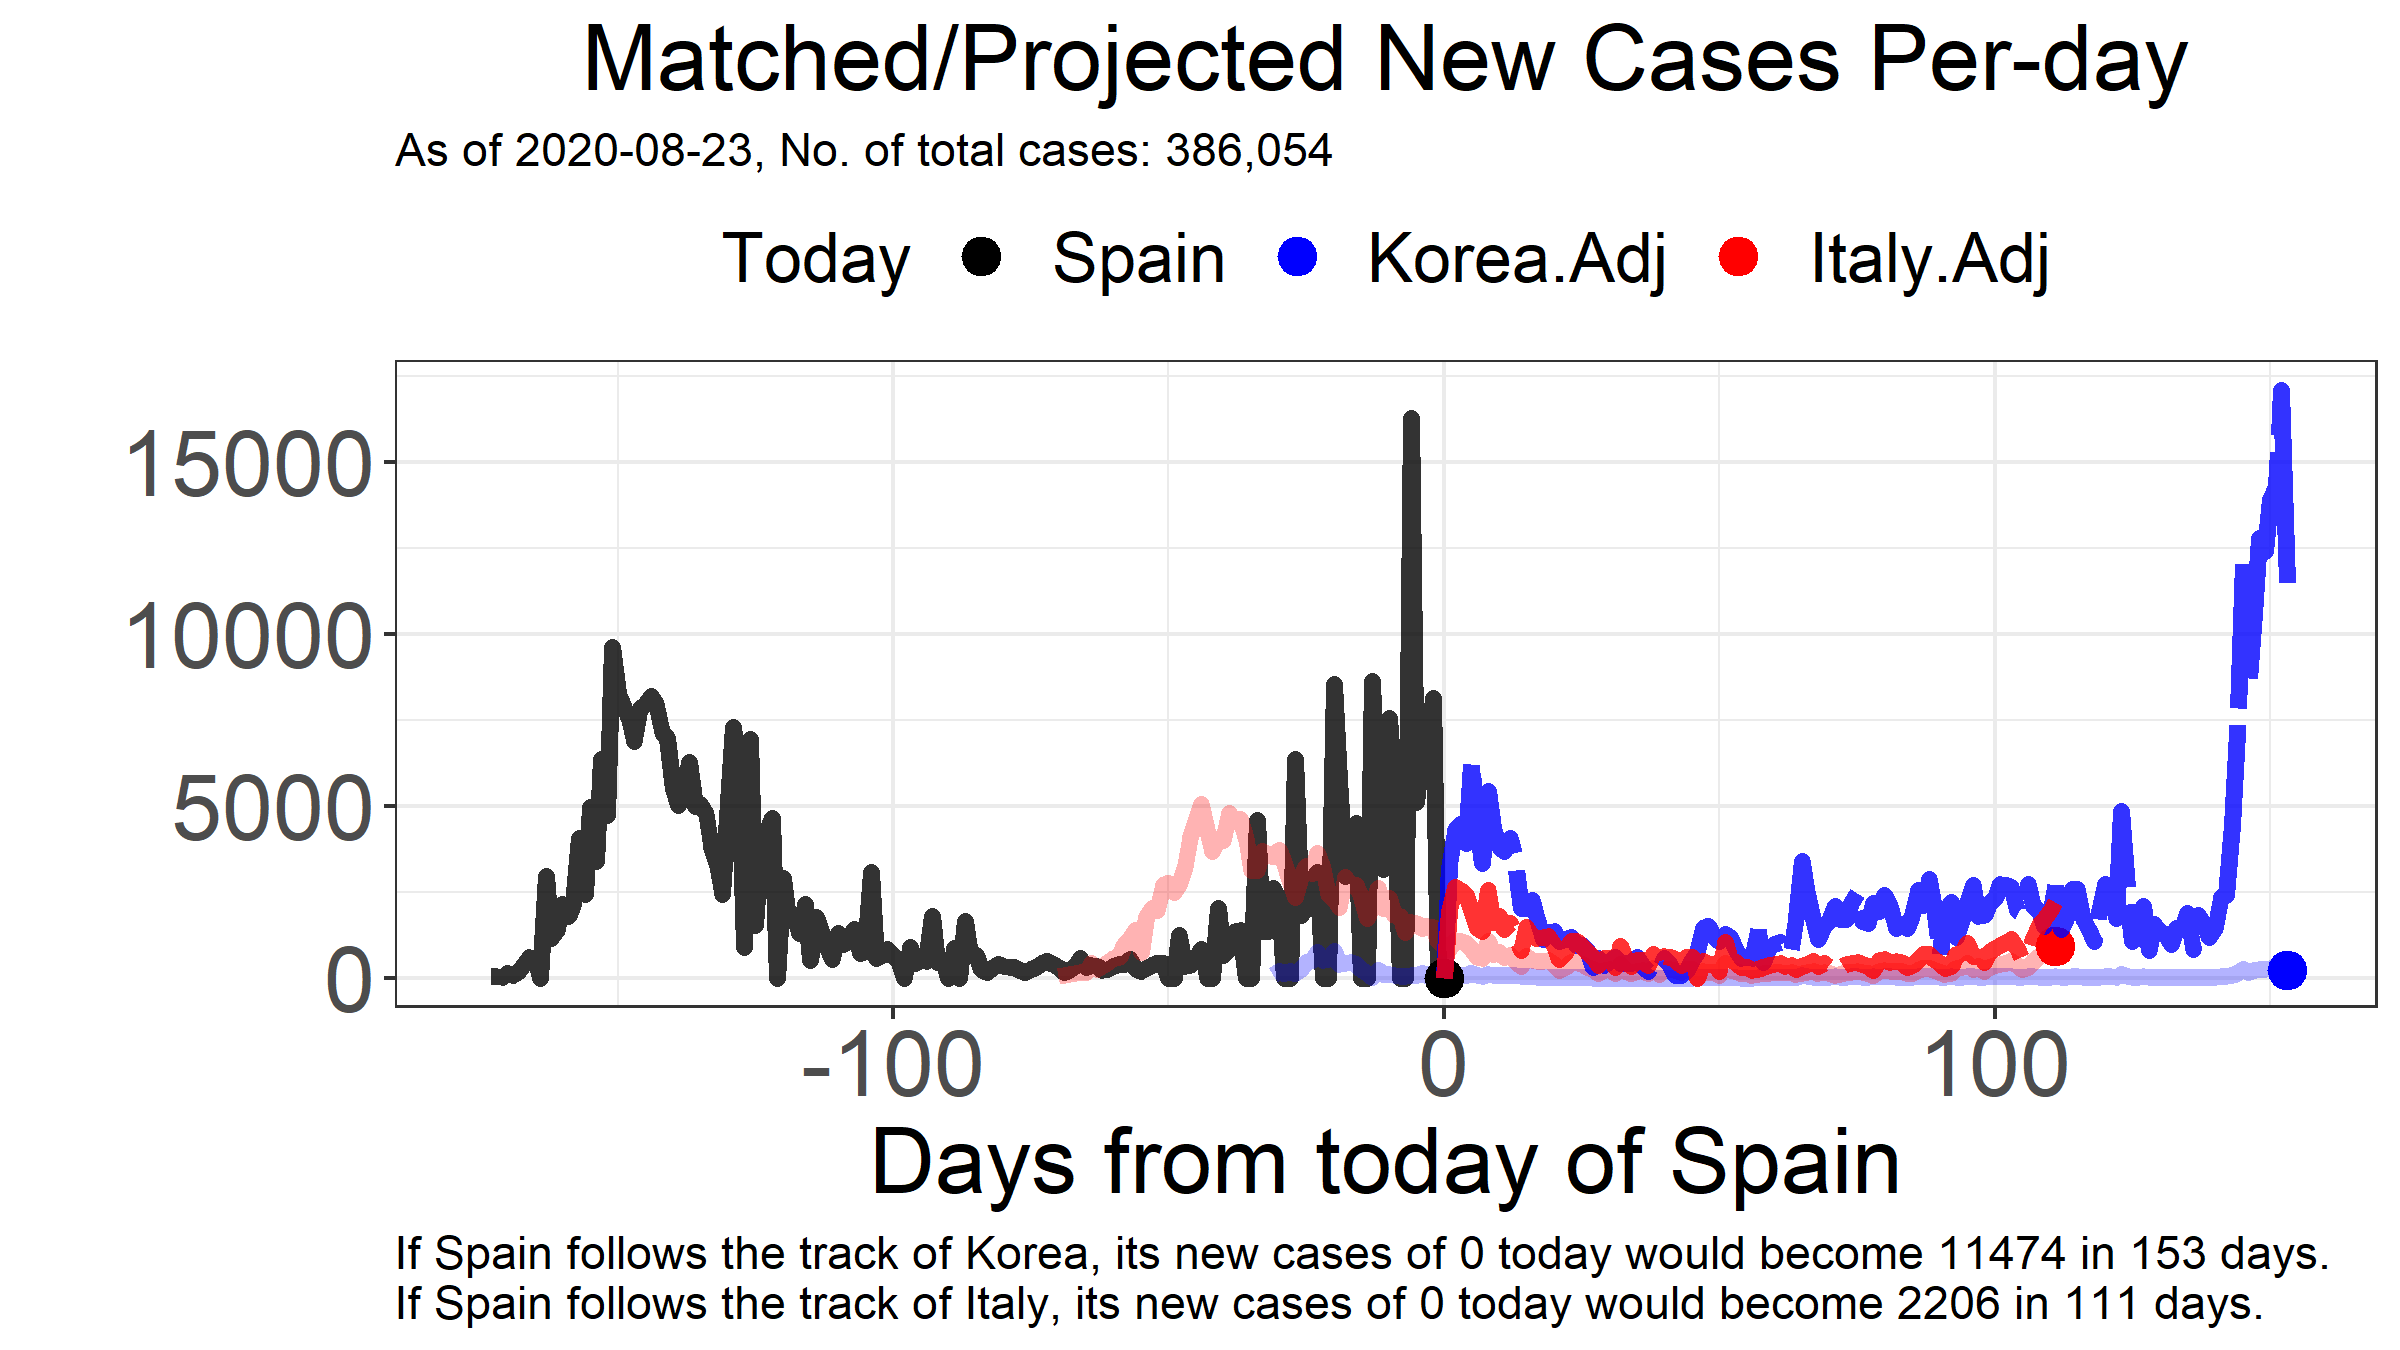 Matched/Projected New Cases Per-day
As of 2020-08-23, No. of total cases: 386,054
Today Spain Korea.Adj Italy.Adj
15000
10000
5000
0
-100 0 100
Days from today of Spain
If Spain follows the track of Korea, its new cases of 0 today would become 11474 in 153 days.
If Spain follows the track of Italy, its new cases of 0 today would become 2206 in 111 days.